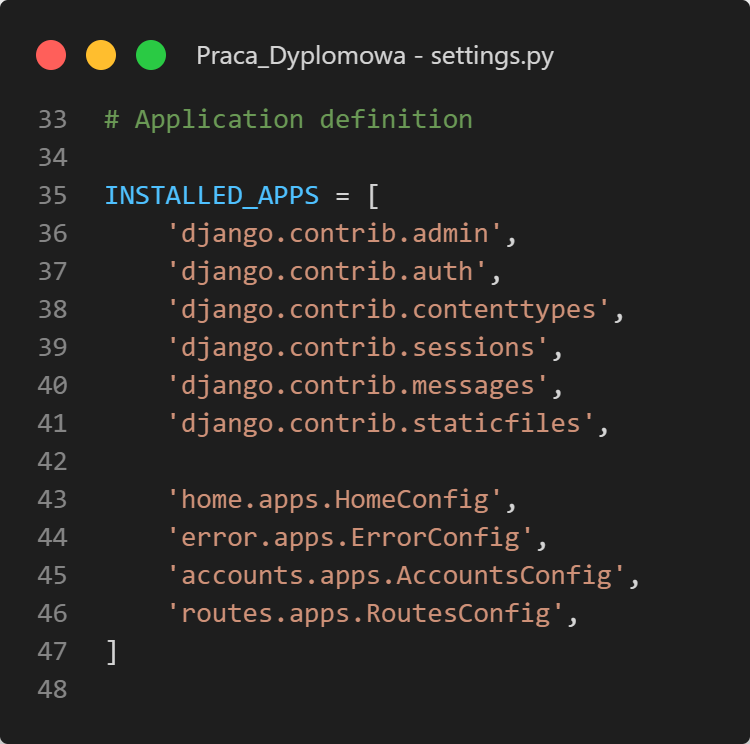 Praca_Dyplomowa - settings.py
33 # Application definition
34
35 INSTALLED_APPS = [
36     'django.contrib.admin',
37     'django.contrib.auth',
38     'django.contrib.contenttypes',
39     'django.contrib.sessions',
40     'django.contrib.messages',
41     'django.contrib.staticfiles',
42
43     'home.apps.HomeConfig',
44     'error.apps.ErrorConfig',
45     'accounts.apps.AccountsConfig',
46     'routes.apps.RoutesConfig',
47 ]
48